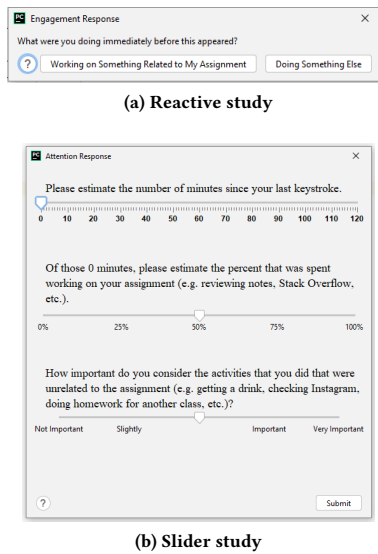 PC Engagement Response ×
What were you doing immediately before this appeared?
? Working on Something Related to My Assignment Doing Something Else
(a) Reactive study
PC Attention Response ×
Please estimate the number of minutes since your last keystroke.
0 10 20 30 40 50 60 70 80 90 100 110 120
Of those 0 minutes, please estimate the percent that was spent
working on your assignment (e.g. reviewing notes, Stack Overflow,
etc.).
0% 25% 50% 75% 100%
How important do you consider the activities that you did that were
unrelated to the assignment (e.g. getting a drink, checking Instagram,
doing homework for another class, etc.)?
Not Important Slightly Important Very Important
? Submit
(b) Slider study